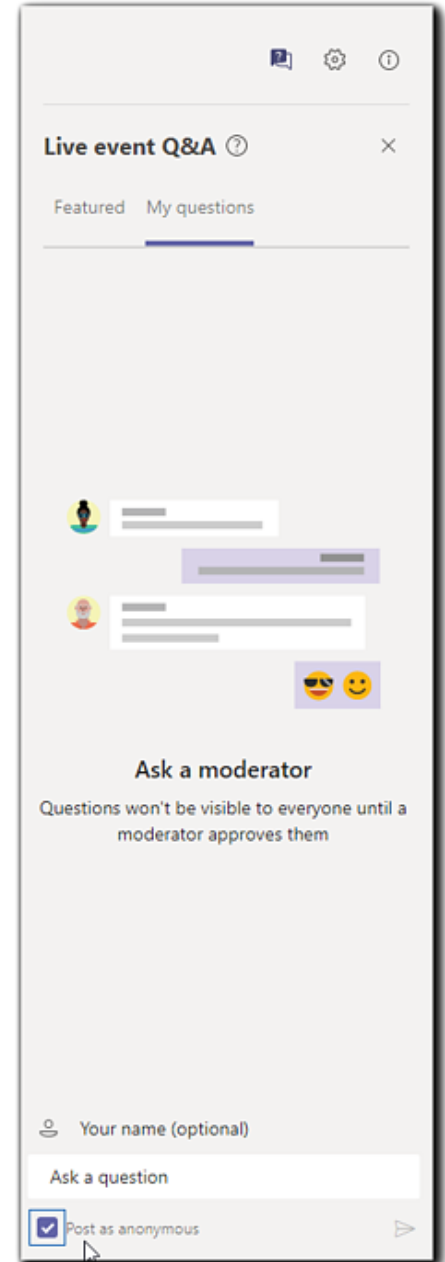 Live event Q&A
Featured My questions
Ask a moderator
Questions won't be visible to everyone until a
moderator approves them
Your name (optional)
Ask a question
Post as anonymous